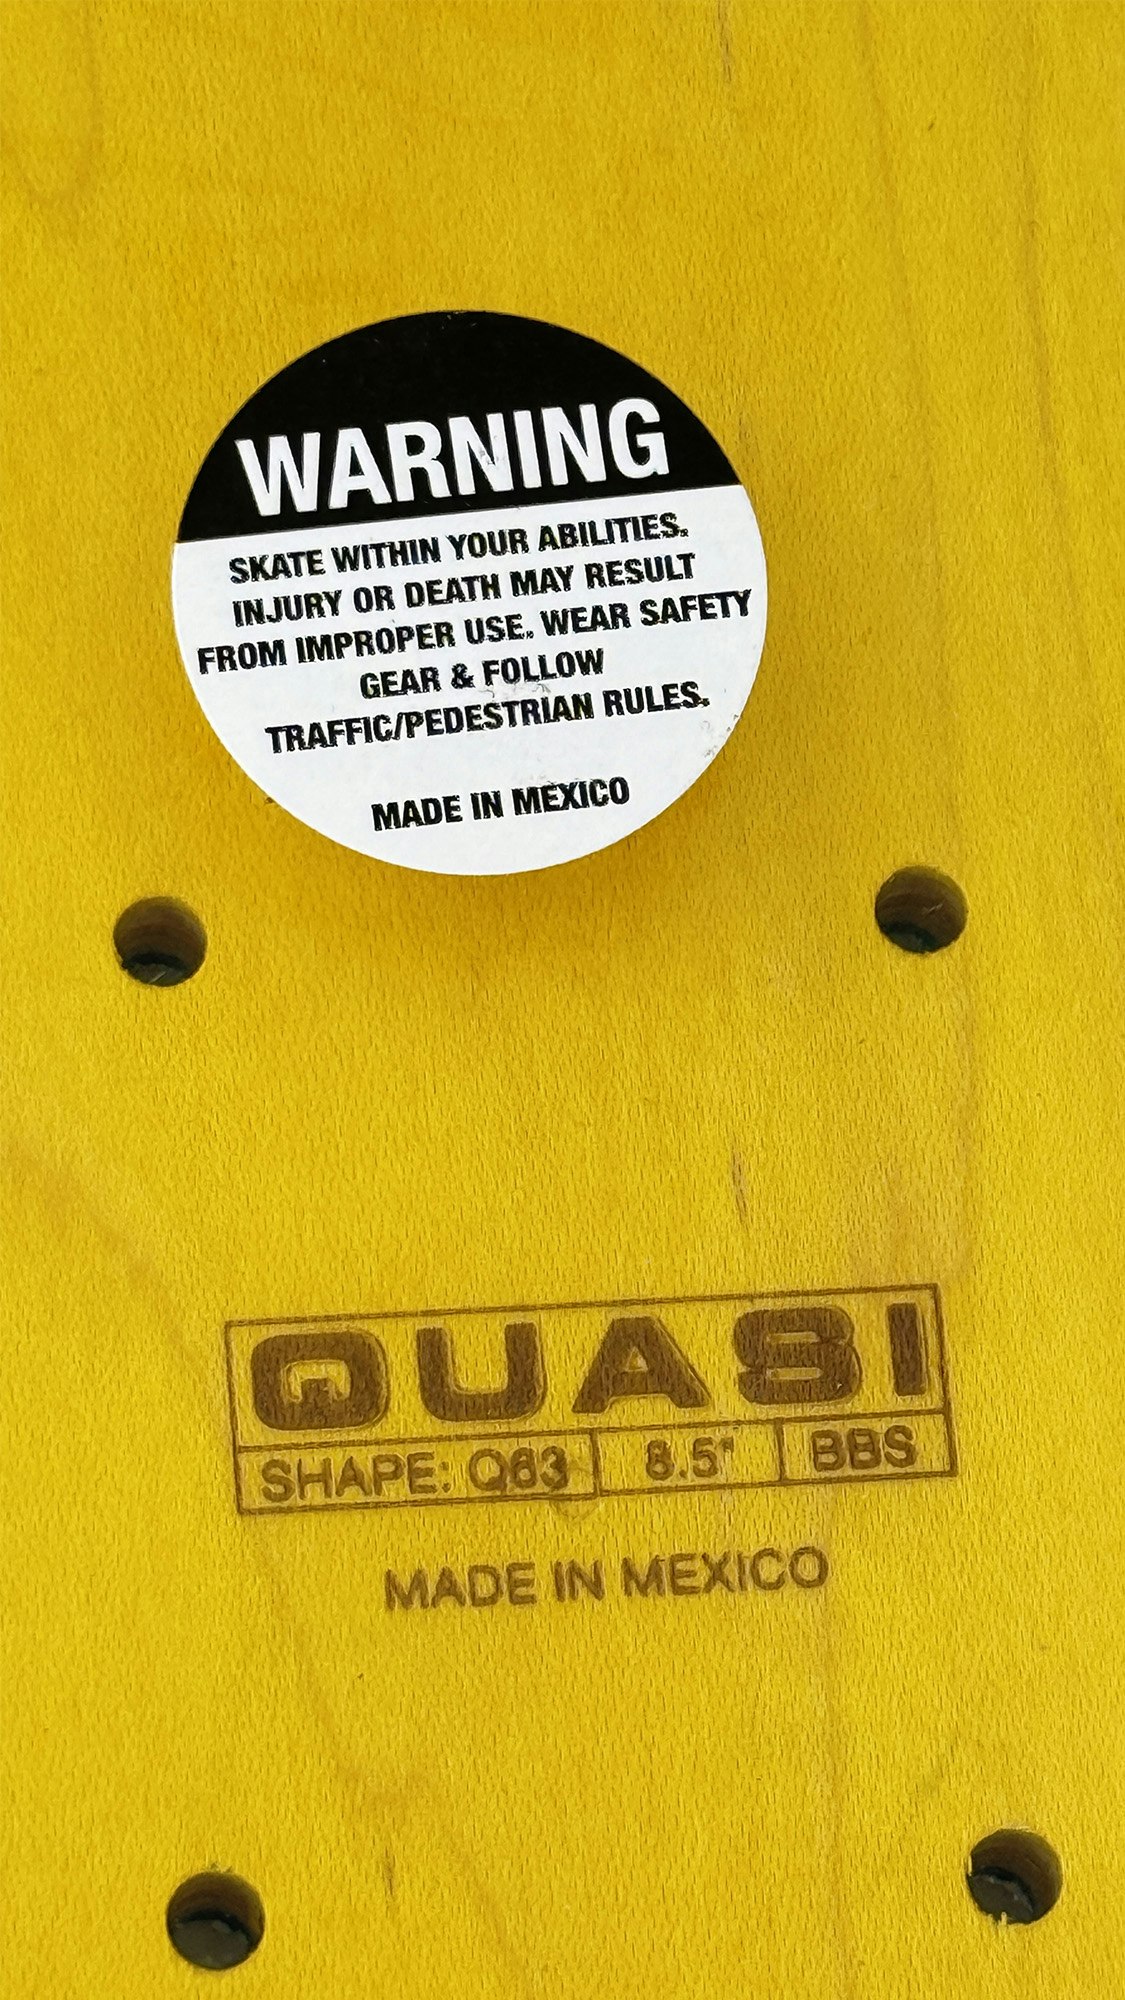 WARNING
SKATE WITHIN YOUR ABILITIES.
INJURY OR DEATH MAY RESULT
FROM IMPROPER USE. WEAR SAFETY
GEAR & FOLLOW
TRAFFIC/PEDESTRIAN RULES.
MADE IN MEXICO
QUASI
SHAPE: Q63 8.5" BBS
MADE IN MEXICO